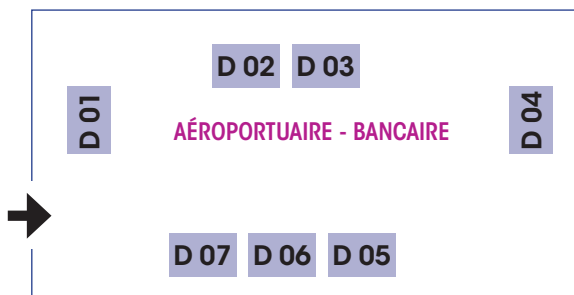 D 02 D 03
D 01
D 04
AÉROPORTUAIRE - BANCAIRE
D 07 D 06 D 05